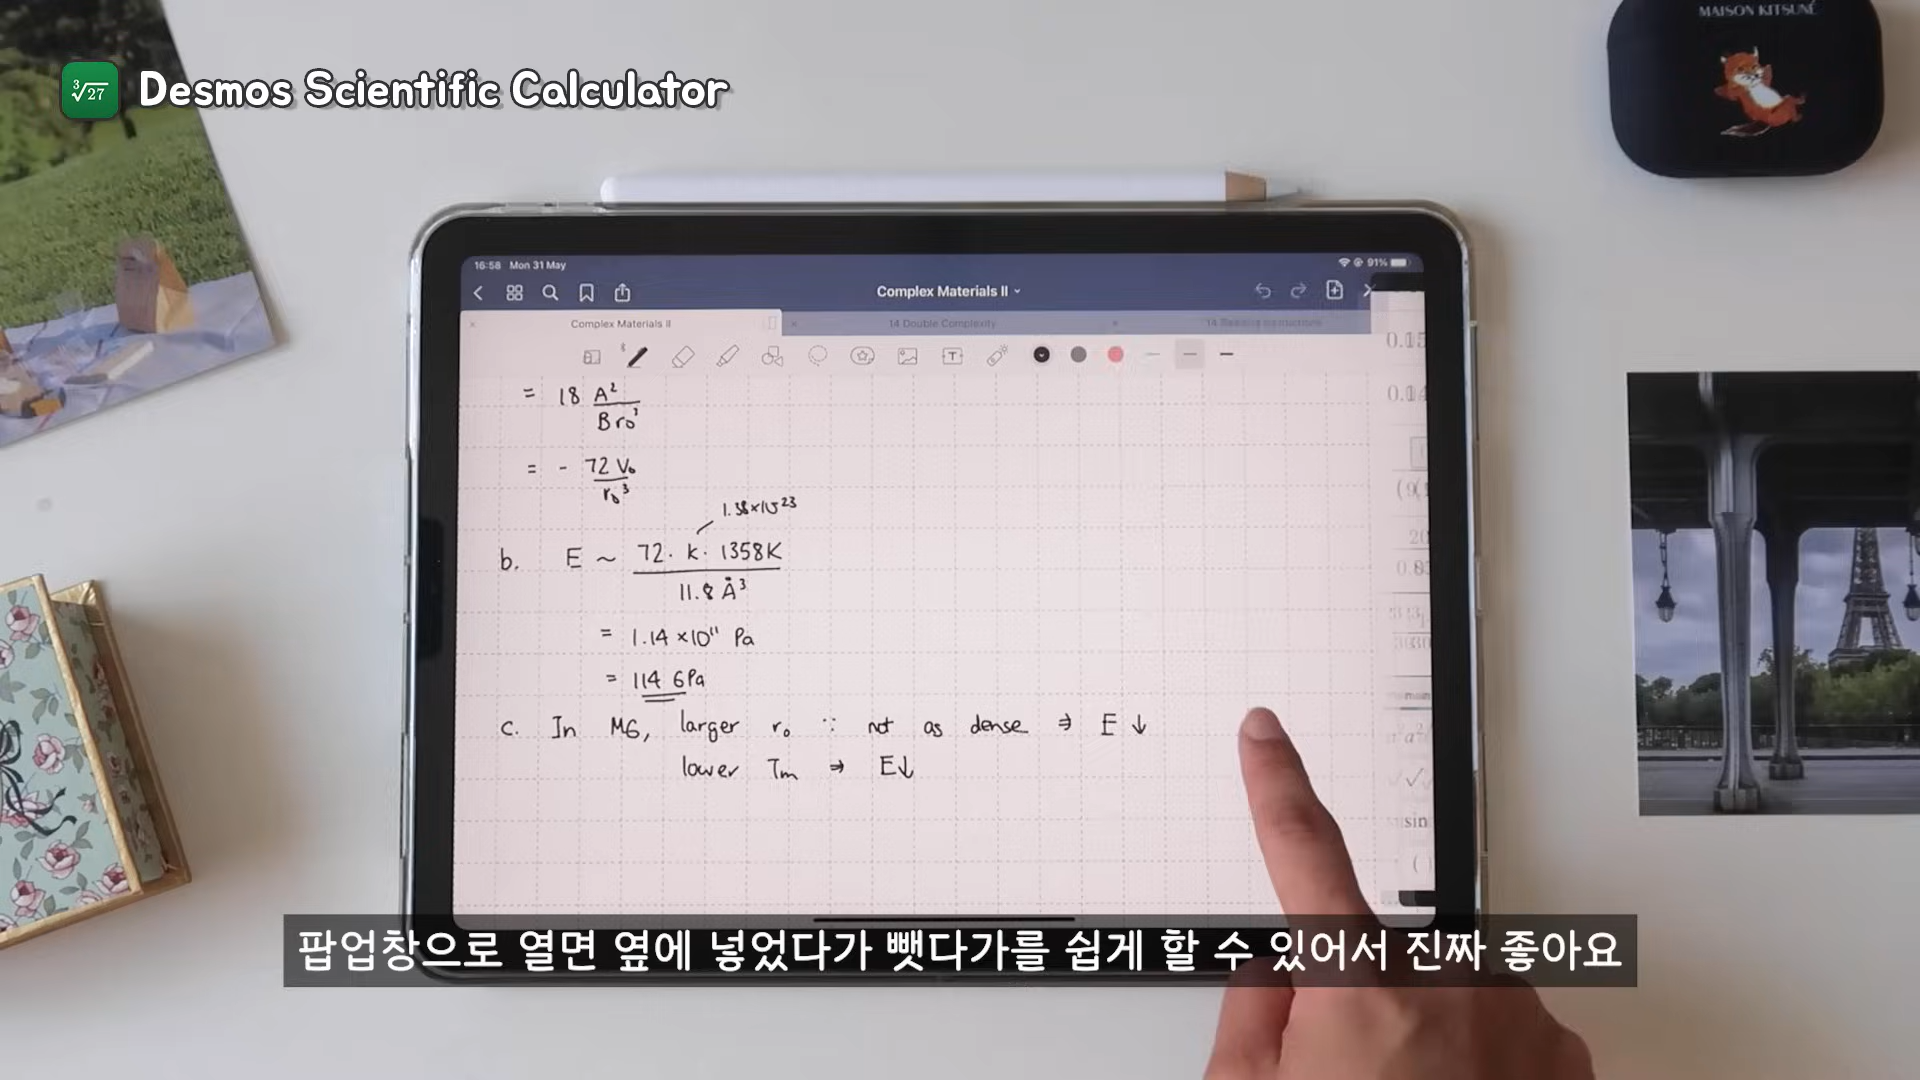 MAISON KITSUNÉ
∛27 Desmos Scientific Calculator
16:58 Mon 31 May
91%
Complex Materials II
Complex Materials II
14 Double Complexity
= 18 A² / B r₀³
= - 72 V₀ / r₀³
1.38×10⁻²³
b. E ~ 72 · k · 1358K / 11.8 Å³
= 1.14 ×10¹¹ Pa
= 114 GPa
c. In MG, larger r₀ ∵ not as dense ⇒ E ↓
lower Tm ⇒ E↓
sin
팝업창으로 열면 옆에 넣었다가 뺏다가를 쉽게 할 수 있어서 진짜 좋아요